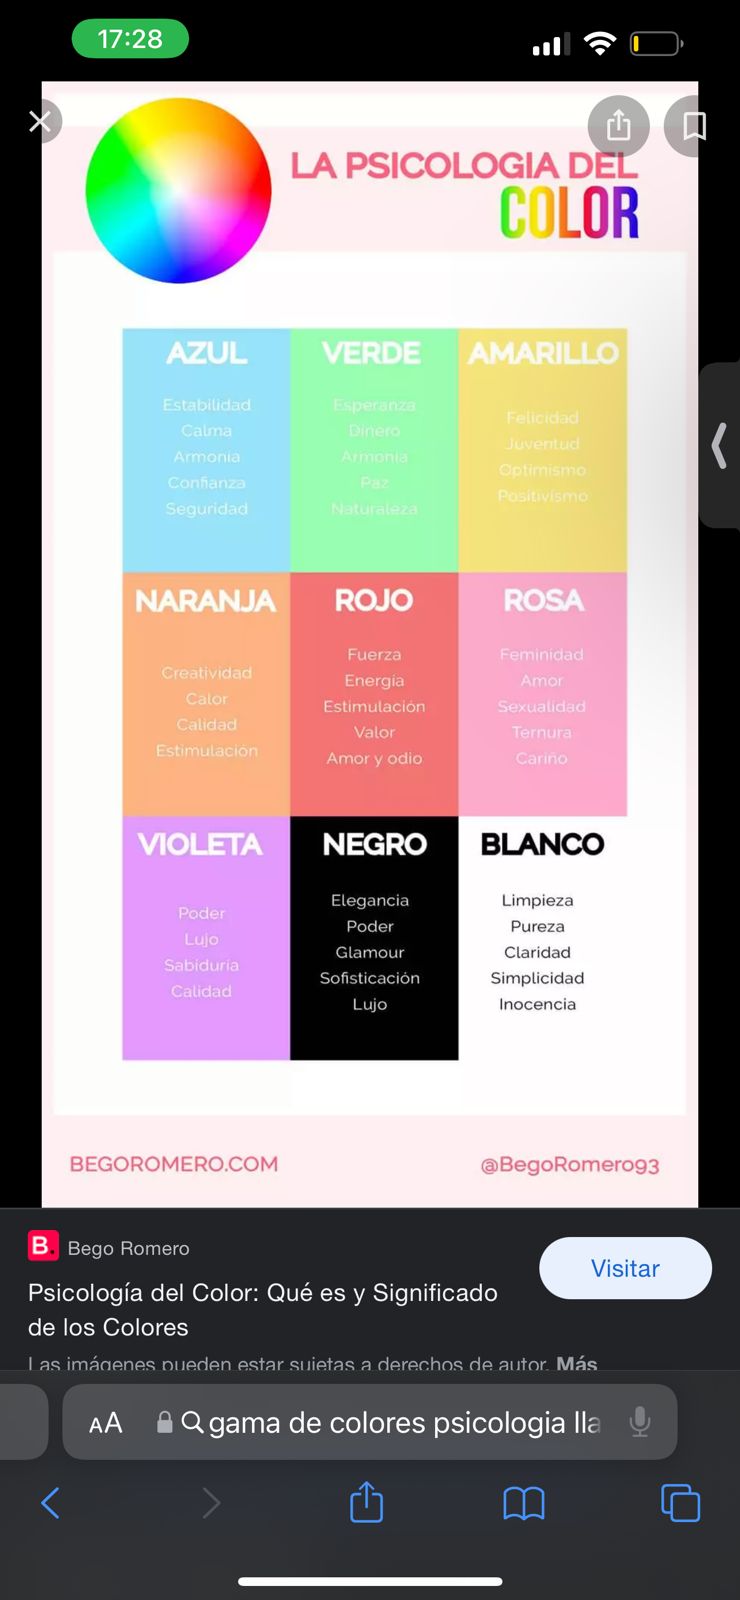 17:28
LA PSICOLOGIA DEL
COLOR
AZUL
Estabilidad
Calma
Armonia
Confianza
Seguridad
VERDE
Esperanza
Dinero
Armonia
Paz
Naturaleza
AMARILLO
Felicidad
Juventud
Optimismo
Positivismo
NARANJA
Creatividad
Calor
Calidad
Estimulación
ROJO
Fuerza
Energía
Estimulación
Valor
Amor y odio
ROSA
Feminidad
Amor
Sexualidad
Ternura
Cariño
VIOLETA
Poder
Lujo
Sabiduría
Calidad
NEGRO
Elegancia
Poder
Glamour
Sofisticación
Lujo
BLANCO
Limpieza
Pureza
Claridad
Simplicidad
Inocencia
BEGOROMERO.COM
@BegoRomero93
B.
Bego Romero
Visitar
Psicología del Color: Qué es y Significado
de los Colores
Las imágenes pueden estar sujetas a derechos de autor. Más
AA
gama de colores psicologia lla